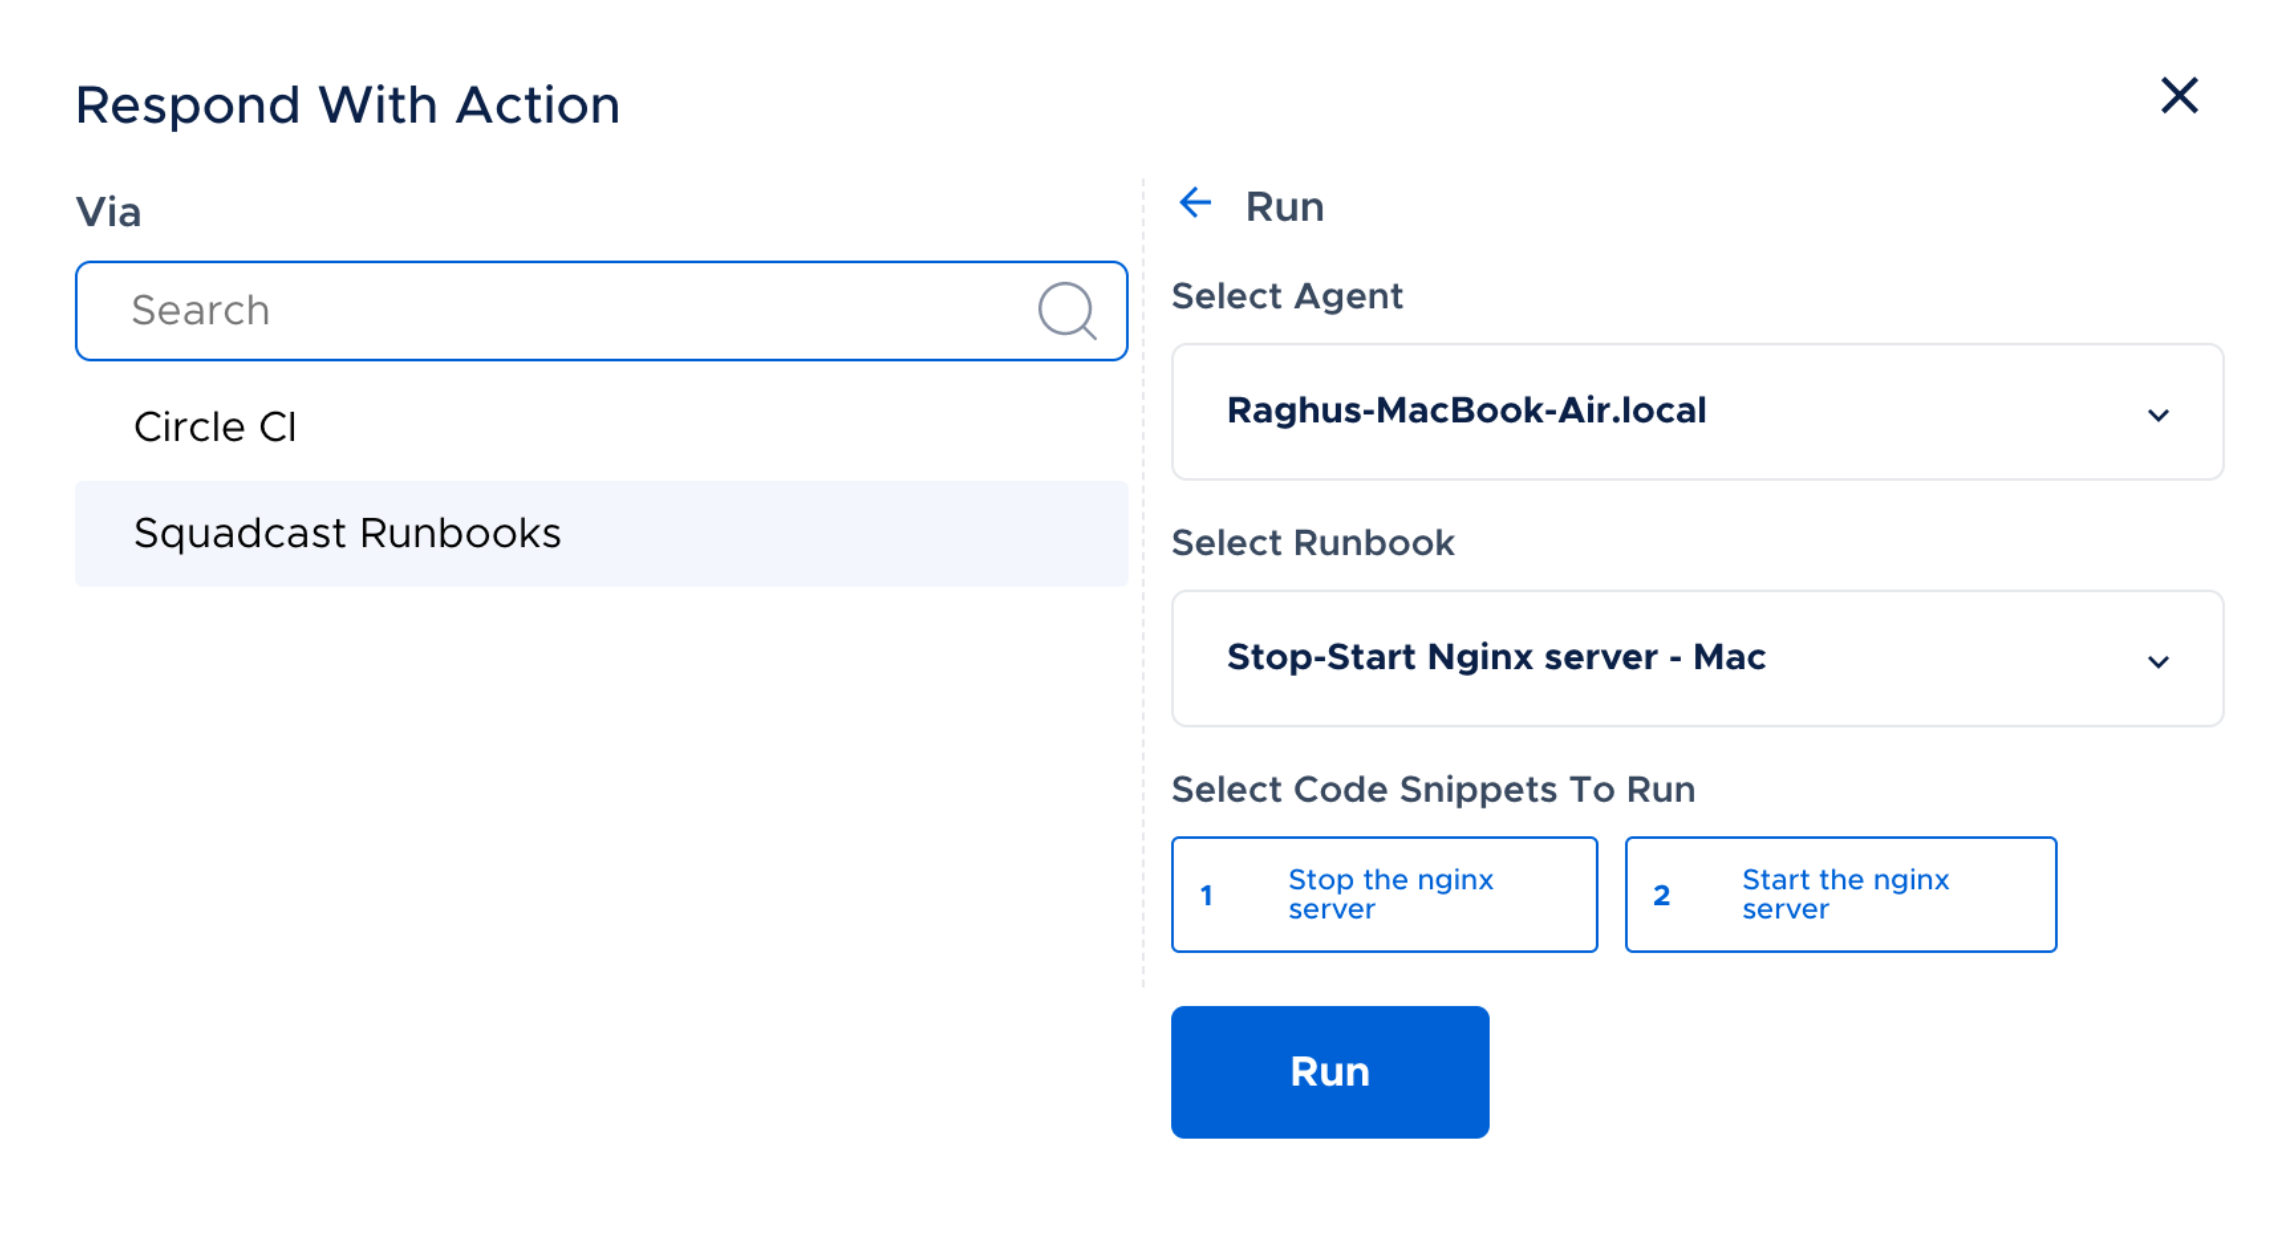 Respond With Action
Via
Search
Circle CI
Squadcast Runbooks
Run
Select Agent
Raghus-MacBook-Air.local
Select Runbook
Stop-Start Nginx server - Mac
Select Code Snippets To Run
1
Stop the nginx
server
2
Start the nginx
server
Run